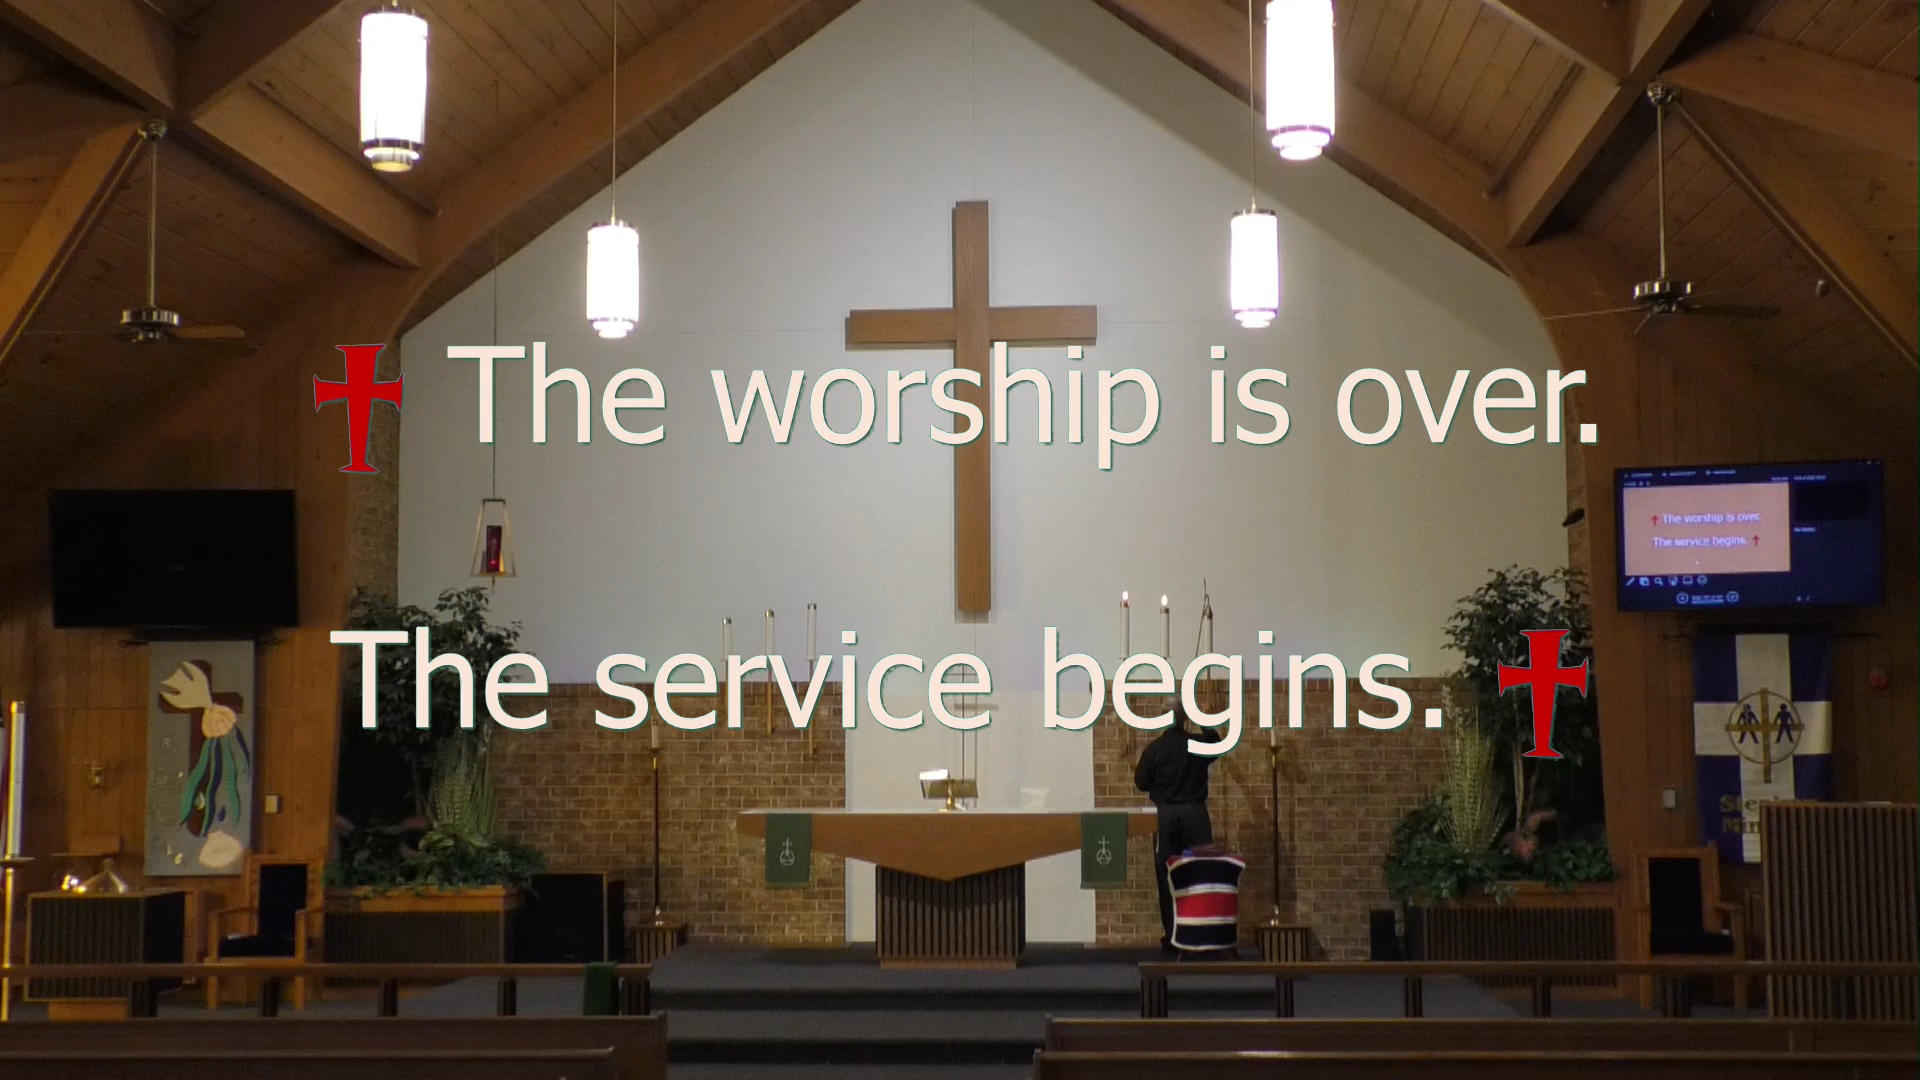 The worship is over.
The service begins.
The worship is over.
The service begins.